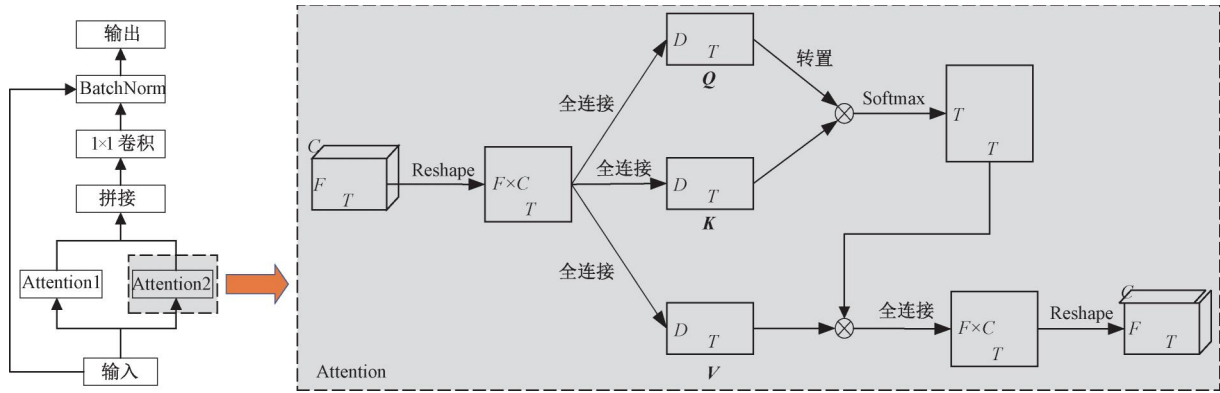 输出
BatchNorm
1×1 卷积
拼接
Attention1
Attention2
输入
C
F
T
Reshape
F×C
T
全连接
全连接
全连接
D
T
Q
D
T
K
D
T
V
转置
Softmax
T
T
全连接
F×C
T
Reshape
C
F
T
Attention